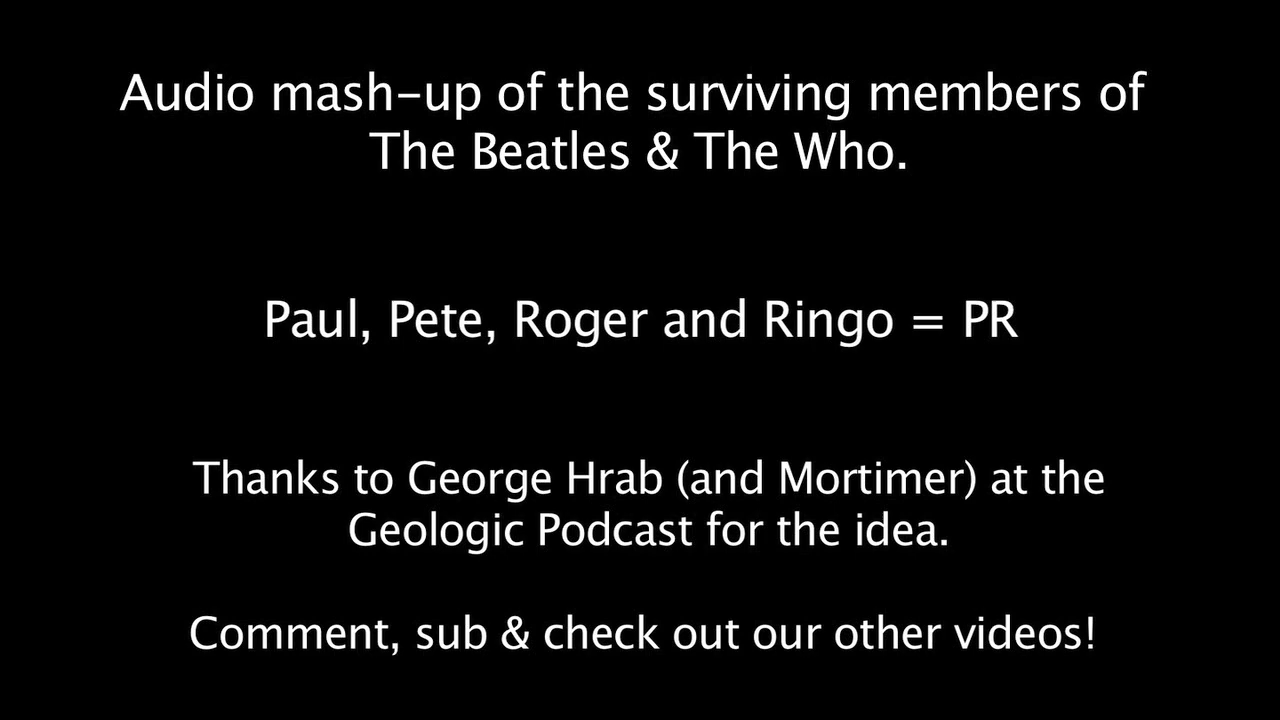 Audio mash-up of the surviving members of
The Beatles & The Who.
Paul, Pete, Roger and Ringo = PR
Thanks to George Hrab (and Mortimer) at the
Geologic Podcast for the idea.
Comment, sub & check out our other videos!